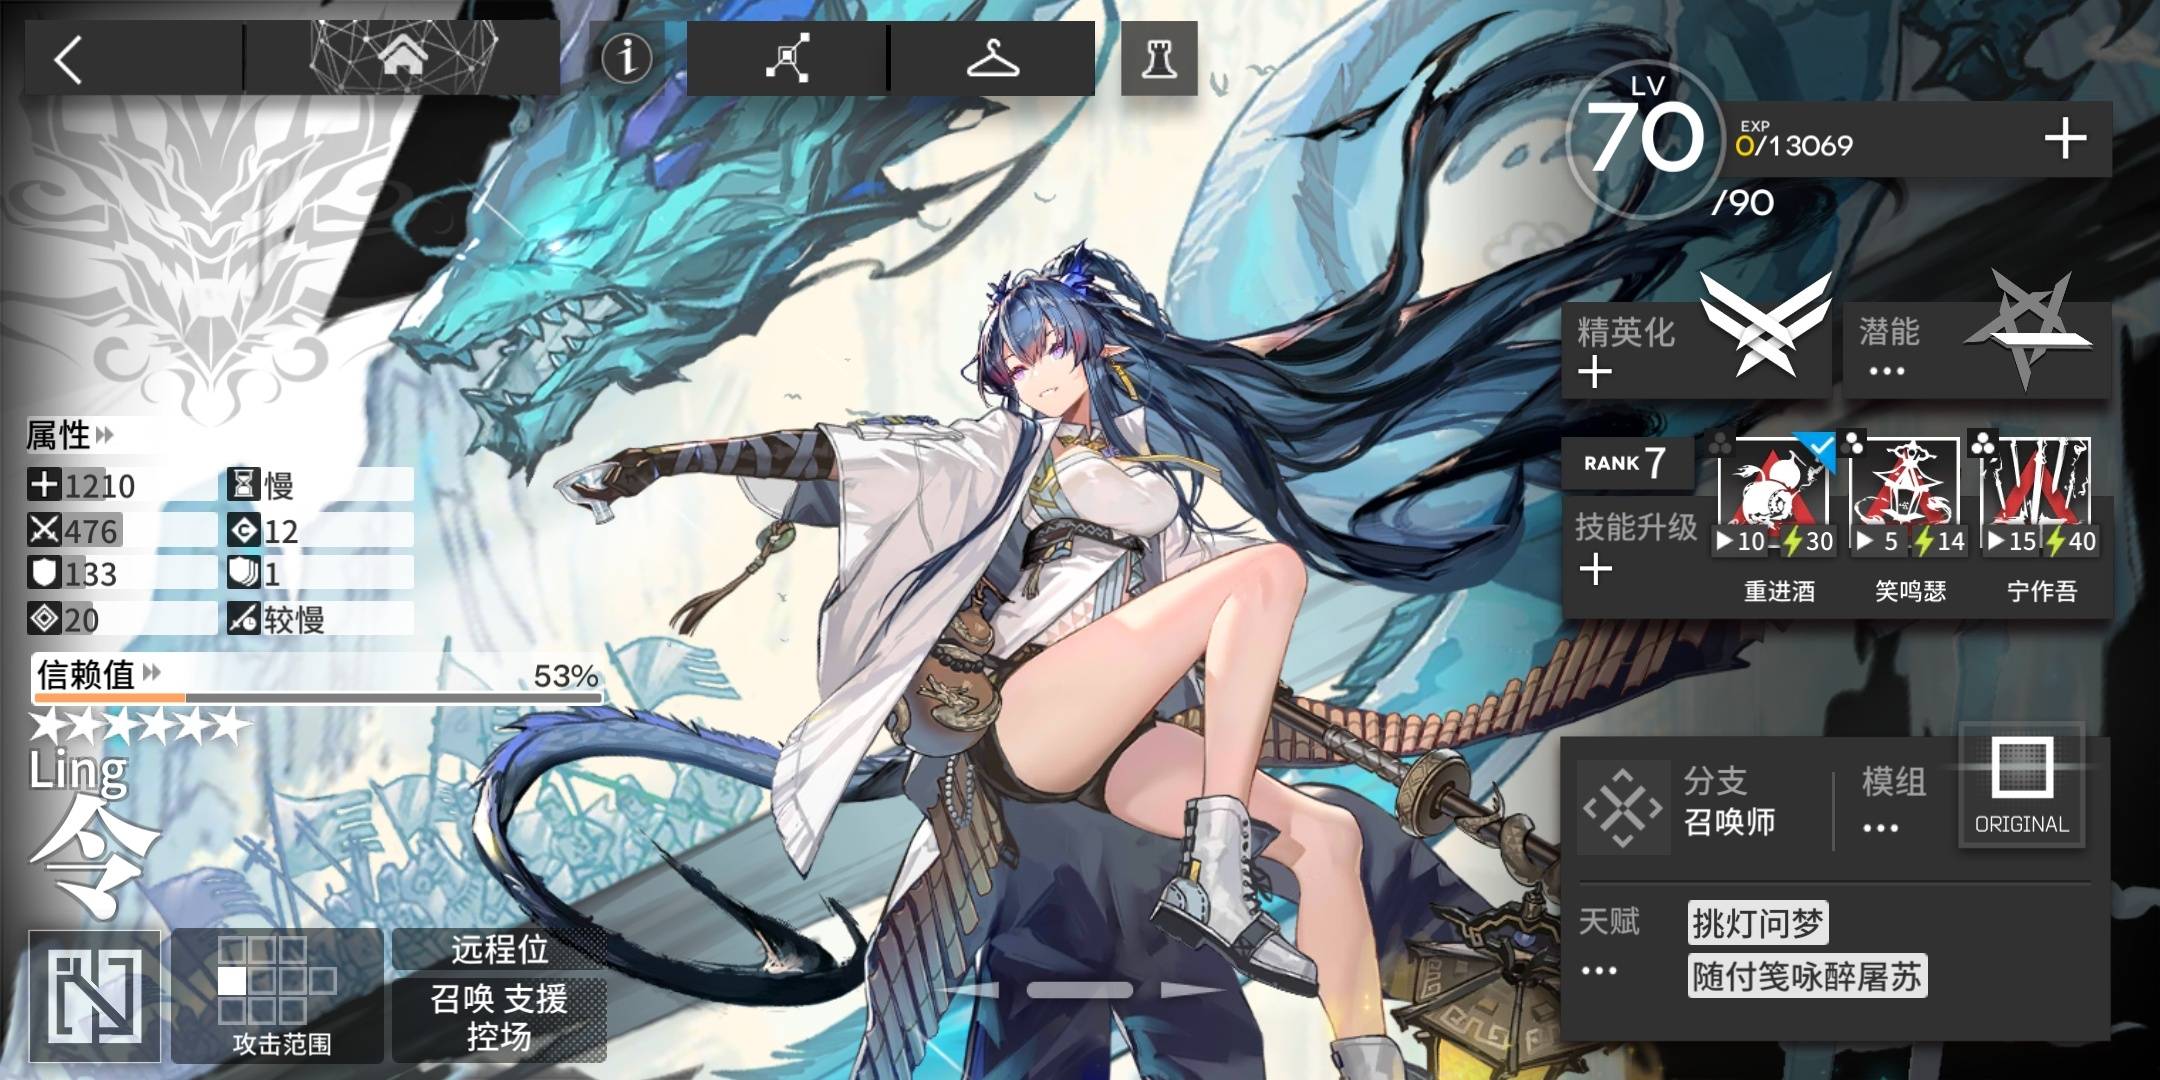 LV
70
/90
EXP
0/13069
精英化
潜能
RANK 7
技能升级
10 30
5 14
15 40
重进酒
笑鸣瑟
宁作吾
属性
1210
慢
476
12
133
1
20
较慢
信赖值
53%
Ling
令
攻击范围
远程位
召唤 支援
控场
分支
召唤师
模组
ORIGINAL
天赋
挑灯问梦
随付笺咏醉屠苏